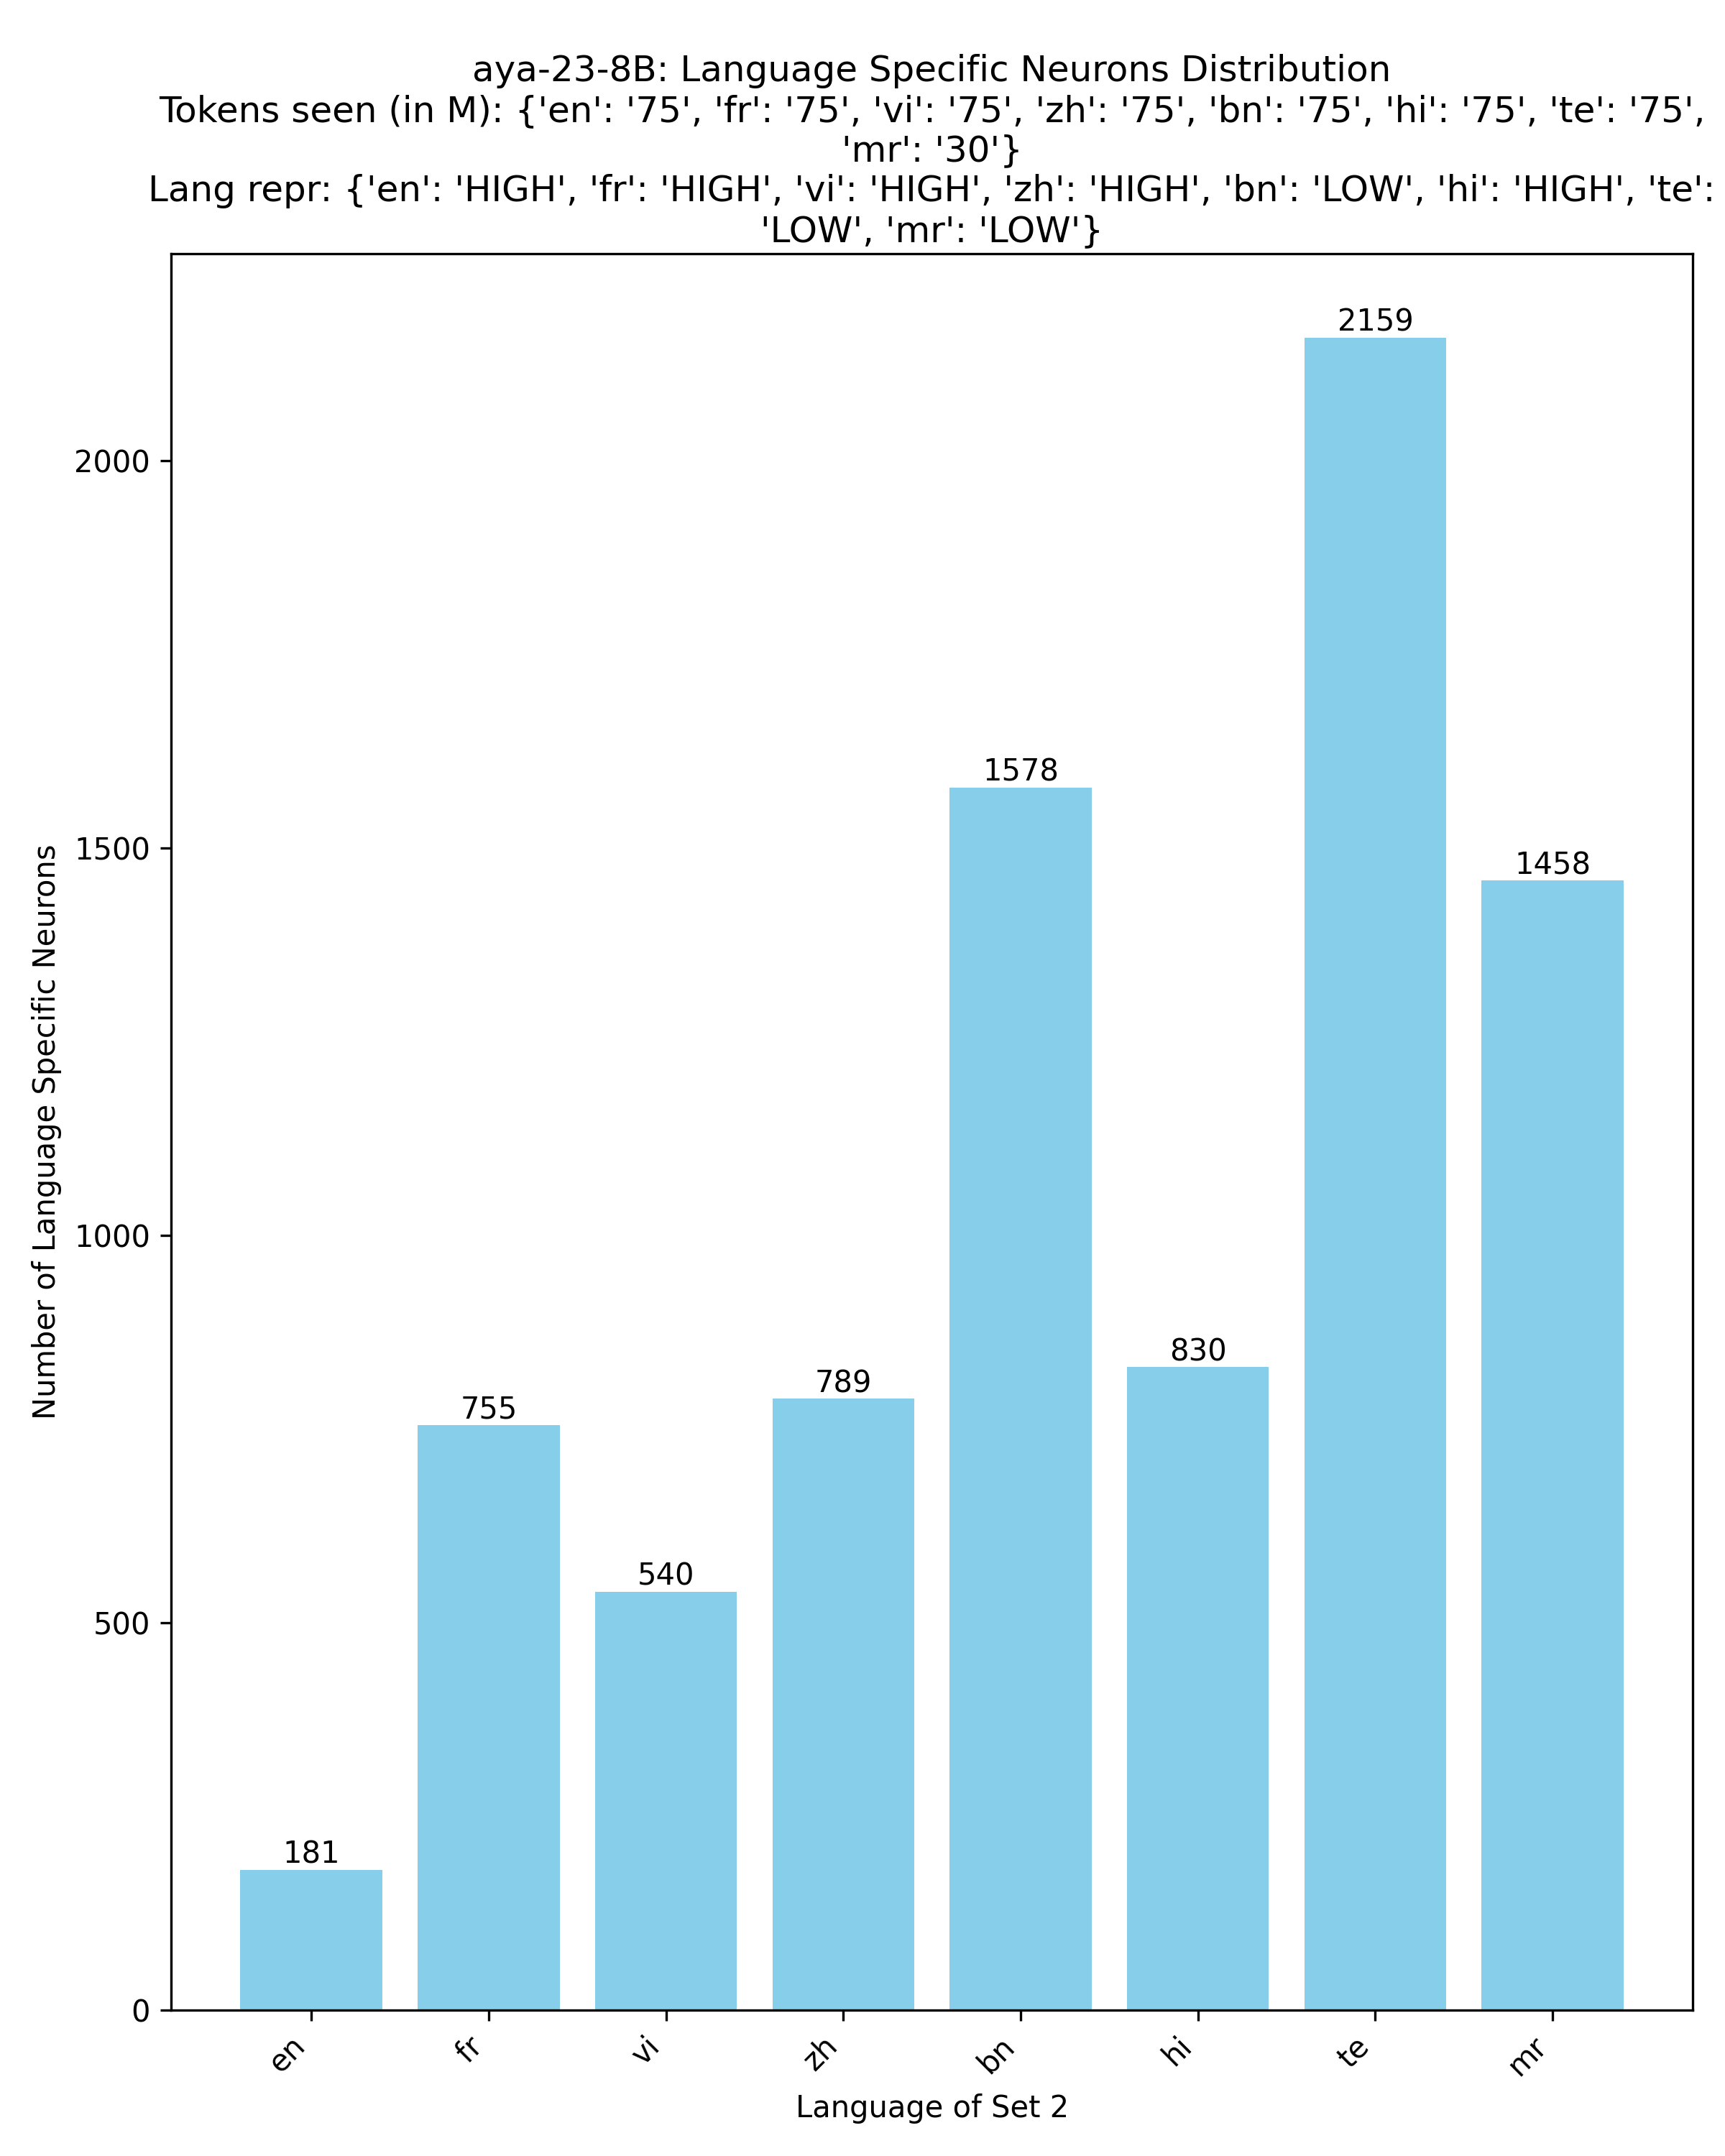 aya-23-8B: Language Specific Neurons Distribution
Tokens seen (in M): {'en': '75', 'fr': '75', 'vi': '75', 'zh': '75', 'bn': '75', 'hi': '75', 'te': '75',
'mr': '30'}
Lang repr: {'en': 'HIGH', 'fr': 'HIGH', 'vi': 'HIGH', 'zh': 'HIGH', 'bn': 'LOW', 'hi': 'HIGH', 'te':
'LOW', 'mr': 'LOW'}
Number of Language Specific Neurons
2000
1500
1000
500
0
181
755
540
789
1578
830
2159
1458
en
fr
vi
zh
bn
hi
te
mr
Language of Set 2